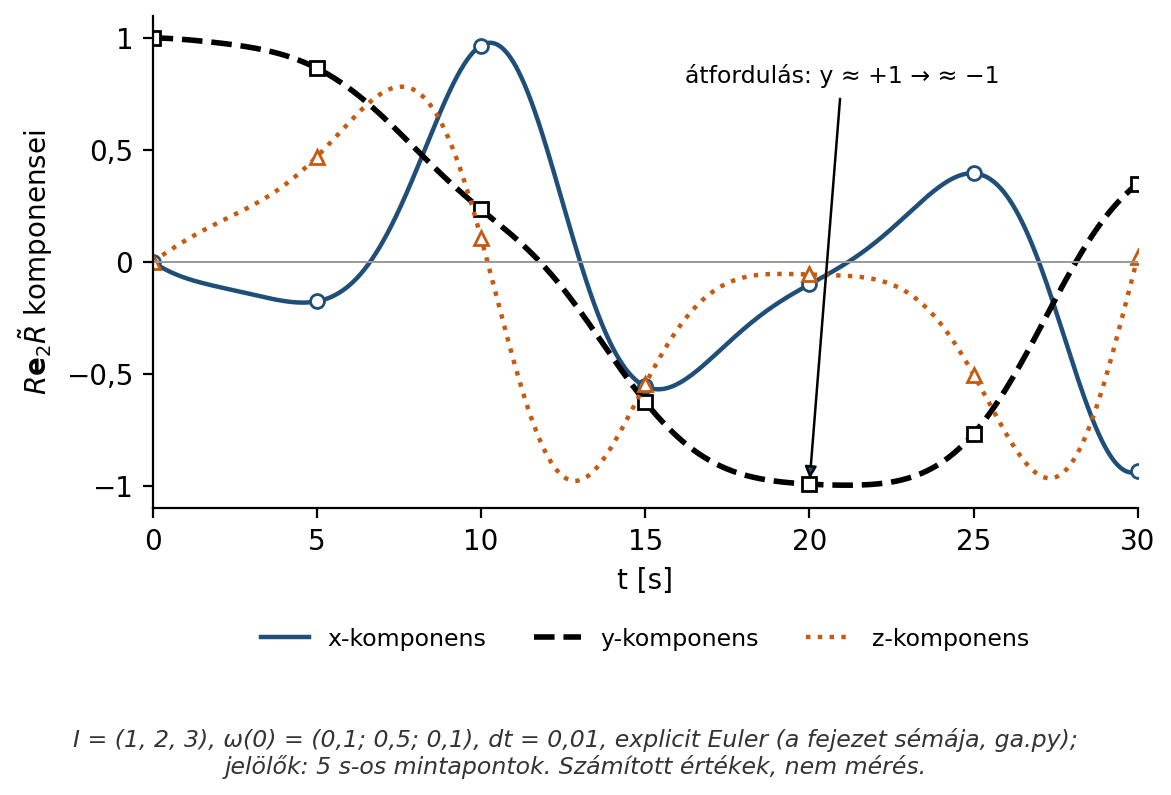 1
0,5
0
−0,5
−1
Re₂R̃ komponensei
átfordulás: y ≈ +1 → ≈ −1
0 5 10 15 20 25 30
t [s]
x-komponens y-komponens z-komponens
I = (1, 2, 3), ω(0) = (0,1; 0,5; 0,1), dt = 0,01, explicit Euler (a fejezet sémája, ga.py);
jelölők: 5 s-os mintapontok. Számított értékek, nem mérés.